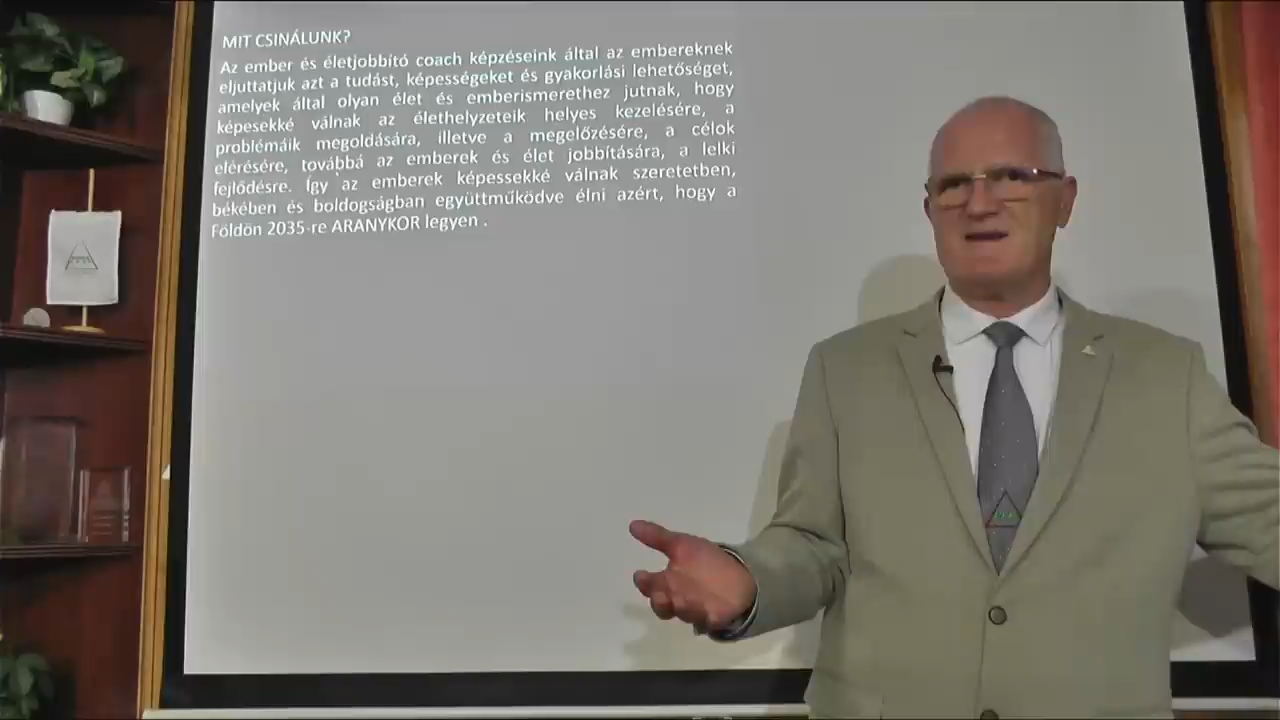 MIT CSINÁLUNK?
Az ember és életjobbító coach képzéseink által az embereknek
eljuttatjuk azt a tudást, képességeket és gyakorlási lehetőséget,
amelyek által olyan élet és emberismerethez jutnak, hogy
képesekké válnak az élethelyzeteik helyes kezelésére, a
problémáik megoldására, illetve a megelőzésére, a célok
elérésére, továbbá az emberek és élet jobbítására, a lelki
fejlődésre. Így az emberek képessekké válnak szeretetben,
békében és boldogságban együttműködve élni azért, hogy a
Földön 2035-re ARANYKOR legyen .